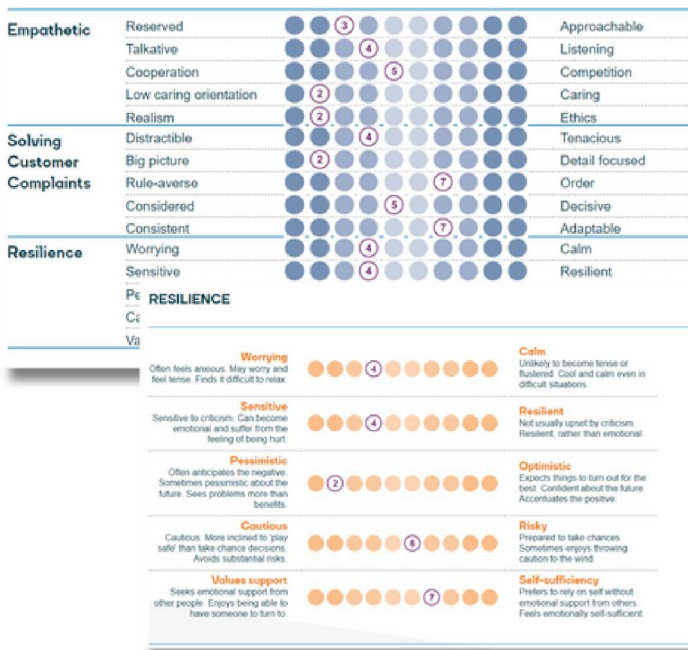 Empathetic
Reserved 3 Approachable
Talkative 4 Listening
Cooperation 5 Competition
Low caring orientation 2 Caring
Realism 2 Ethics
Solving
Customer
Complaints
Distractible 4 Tenacious
Big picture 2 Detail focused
Rule-averse 7 Order
Considered 5 Decisive
Consistent 7 Adaptable
Resilience
Worrying 4 Calm
Sensitive 4 Resilient
Pe
Ca
Va
RESILIENCE
Worrying
Often feels anxious. May worry and
feel tense. Finds it difficult to relax.
4
Calm
Unlikely to become tense or
flustered. Cool and calm even in
difficult situations.
Sensitive
Sensitive to criticism. Can become
emotional and suffer from the
feeling of being hurt.
4
Resilient
Not usually upset by criticism.
Resilient, rather than emotional.
Pessimistic
Often anticipates the negative.
Sometimes pessimistic about the
future. Sees problems more than
benefits.
2
Optimistic
Expects things to turn out for the
best. Confident about the future.
Accentuates the positive.
Cautious
Cautious. More inclined to 'play
safe' than take chance decisions.
Avoids substantial risks.
6
Risky
Prepared to take chances.
Sometimes enjoys throwing
caution to the wind.
Values support
Seeks emotional support from
other people. Enjoys being able to
have someone to turn to.
7
Self-sufficiency
Prefers to rely on self without
emotional support from others.
Feels emotionally self-sufficient.